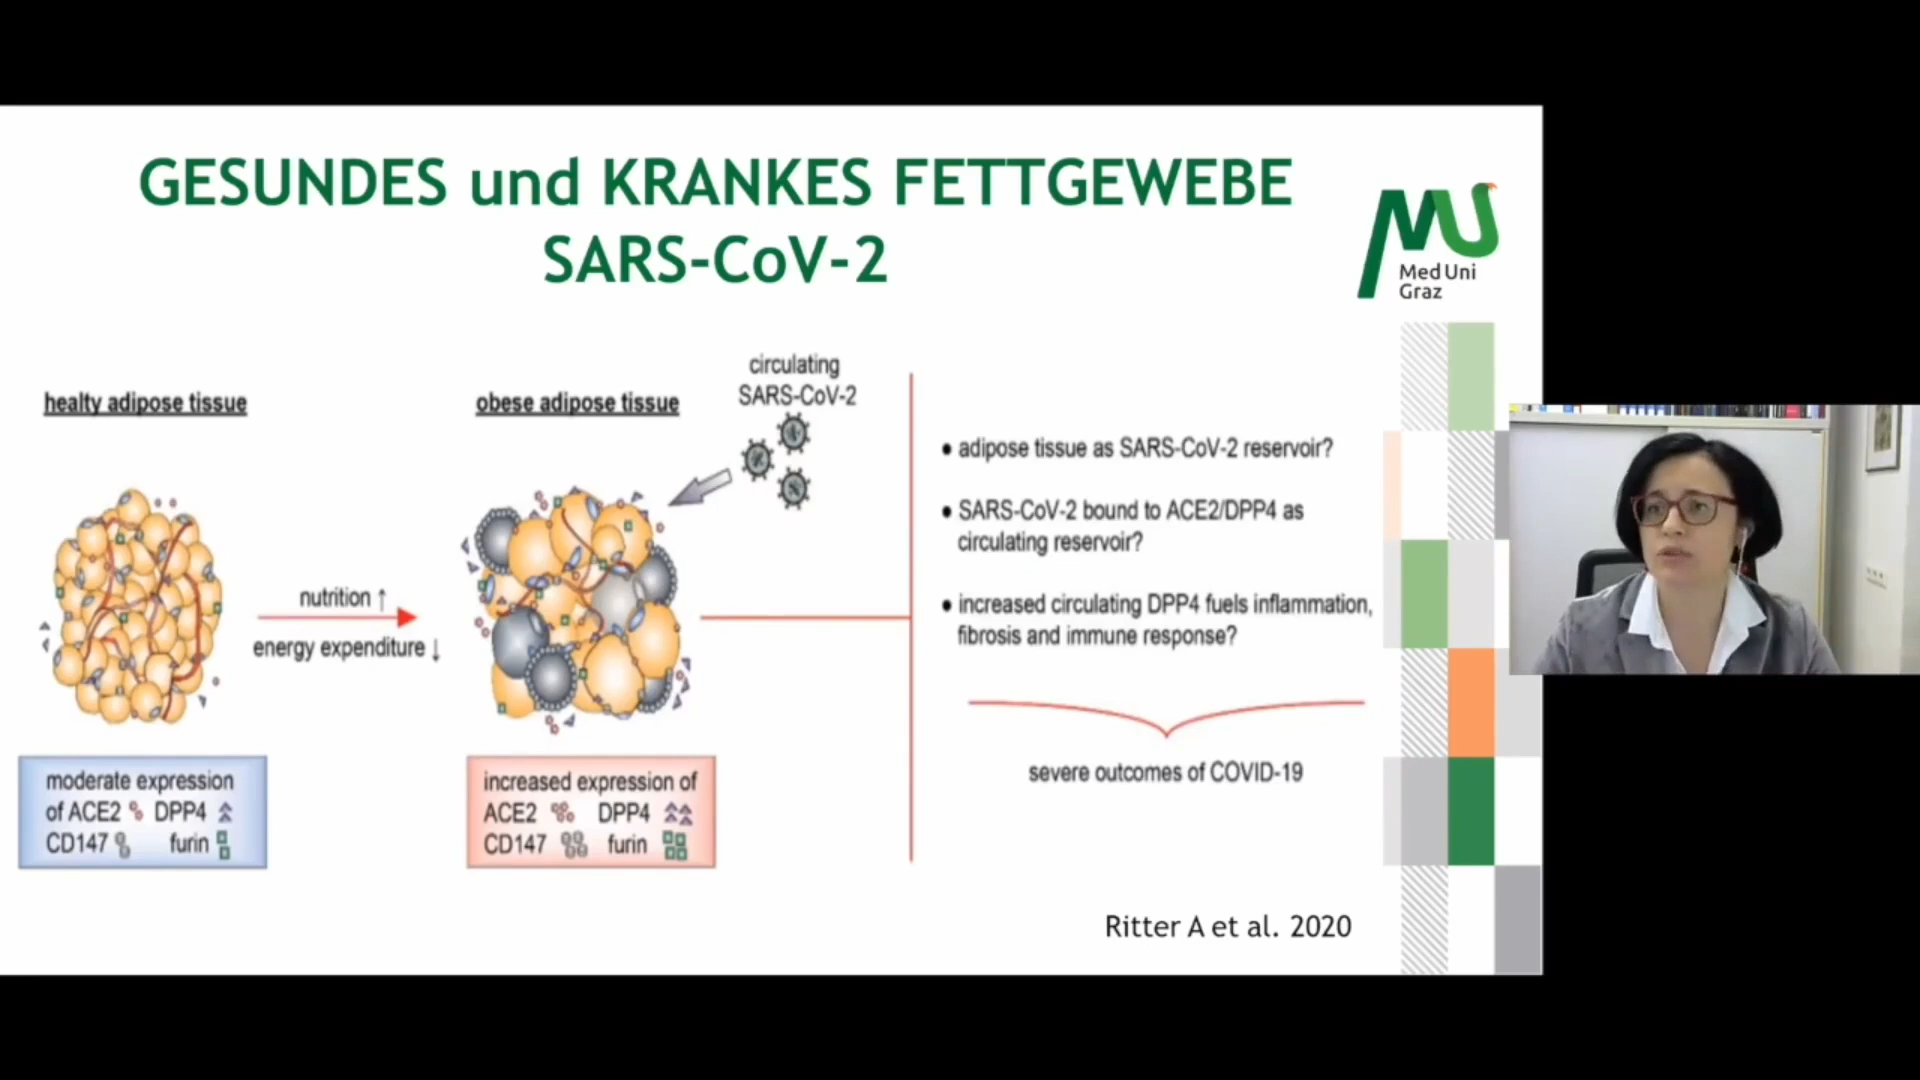 GESUNDES und KRANKES FETTGEWEBE
SARS-CoV-2
Med Uni
Graz
healty adipose tissue
nutrition ↑
energy expenditure ↓
obese adipose tissue
circulating
SARS-CoV-2
moderate expression
of ACE2 DPP4
CD147 furin
increased expression of
ACE2 DPP4
CD147 furin
• adipose tissue as SARS-CoV-2 reservoir?
• SARS-CoV-2 bound to ACE2/DPP4 as
circulating reservoir?
• increased circulating DPP4 fuels inflammation,
fibrosis and immune response?
severe outcomes of COVID-19
Ritter A et al. 2020